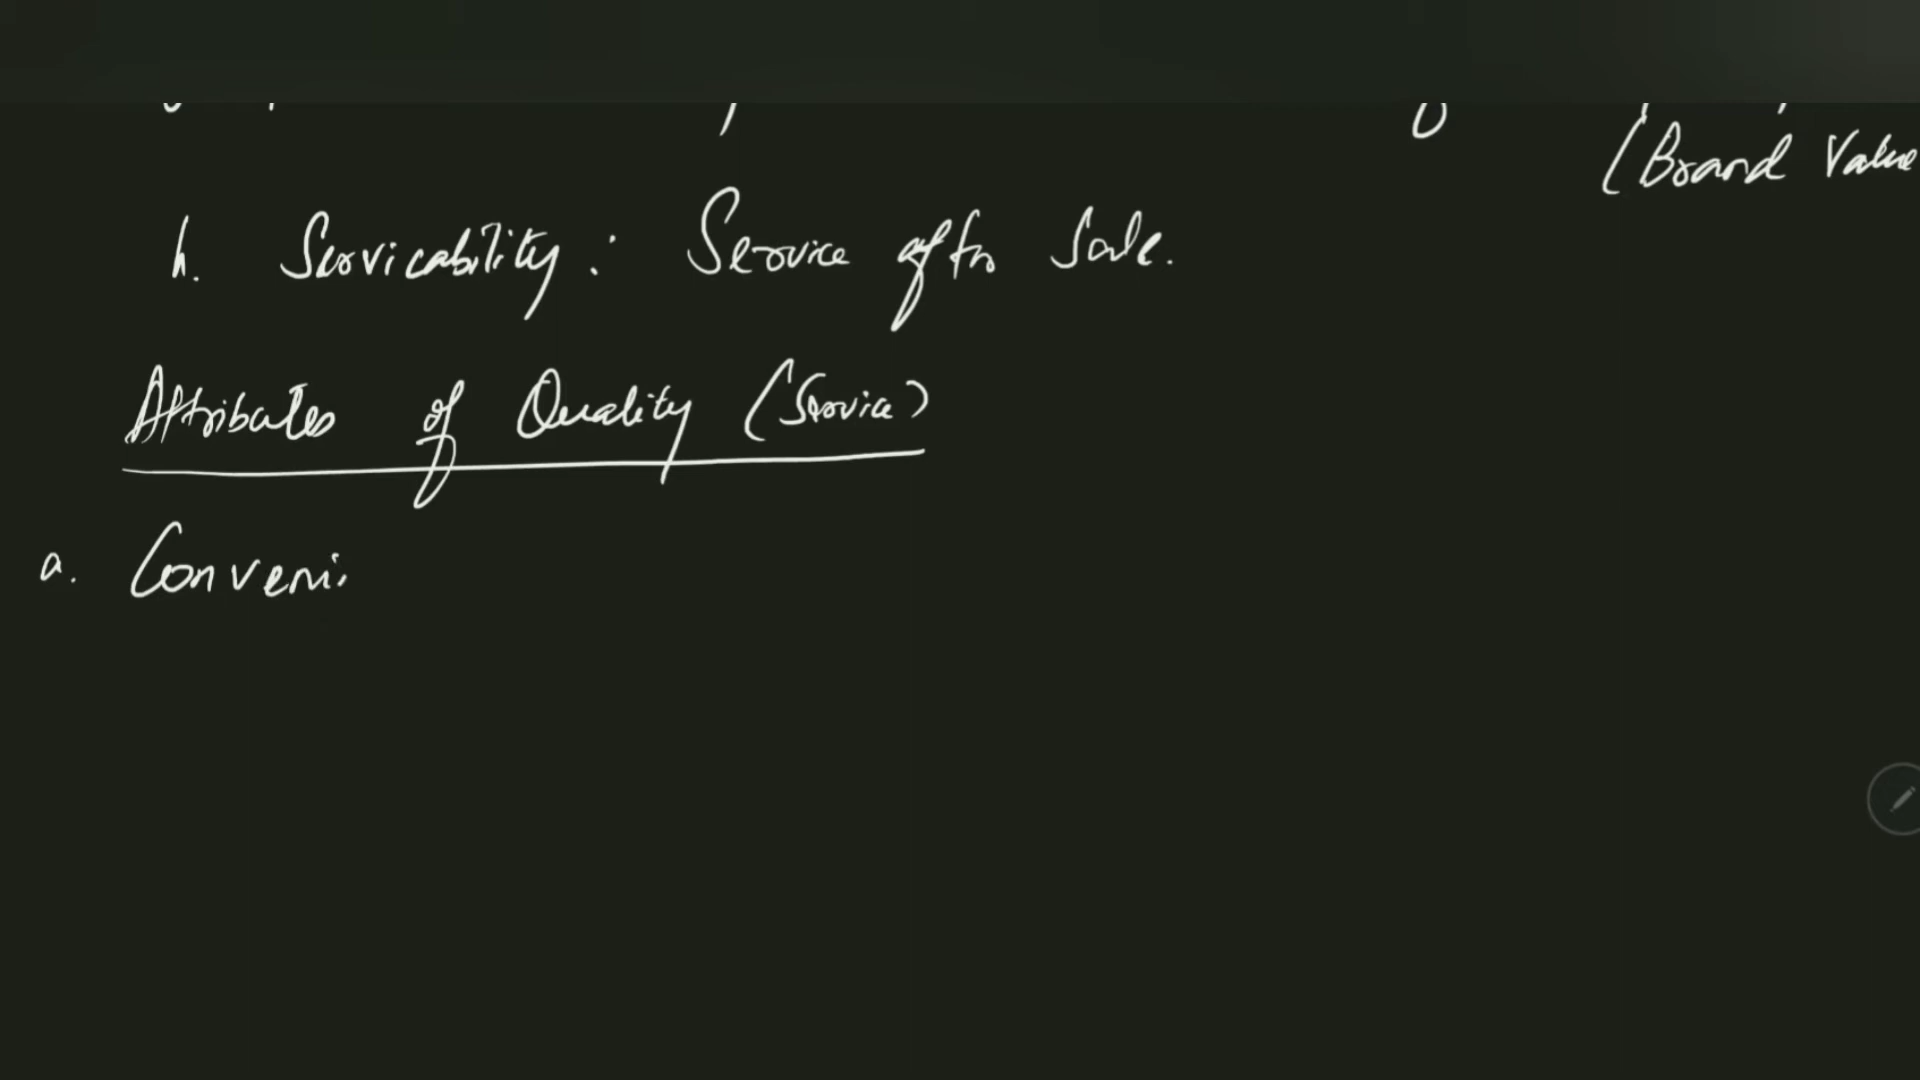 (Brand Value
h. Servicability : Service after Sale.
Attributes of Quality (Service)
a. Conveni